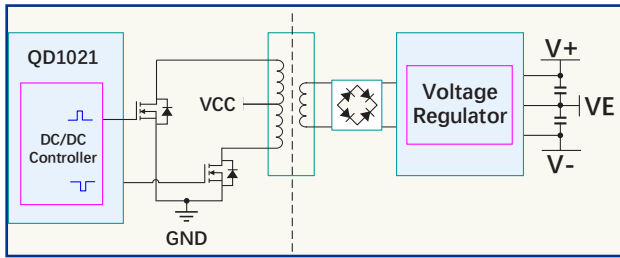 QD1021
DC/DC
Controller
VCC
GND
Voltage
Regulator
V+
VE
V-